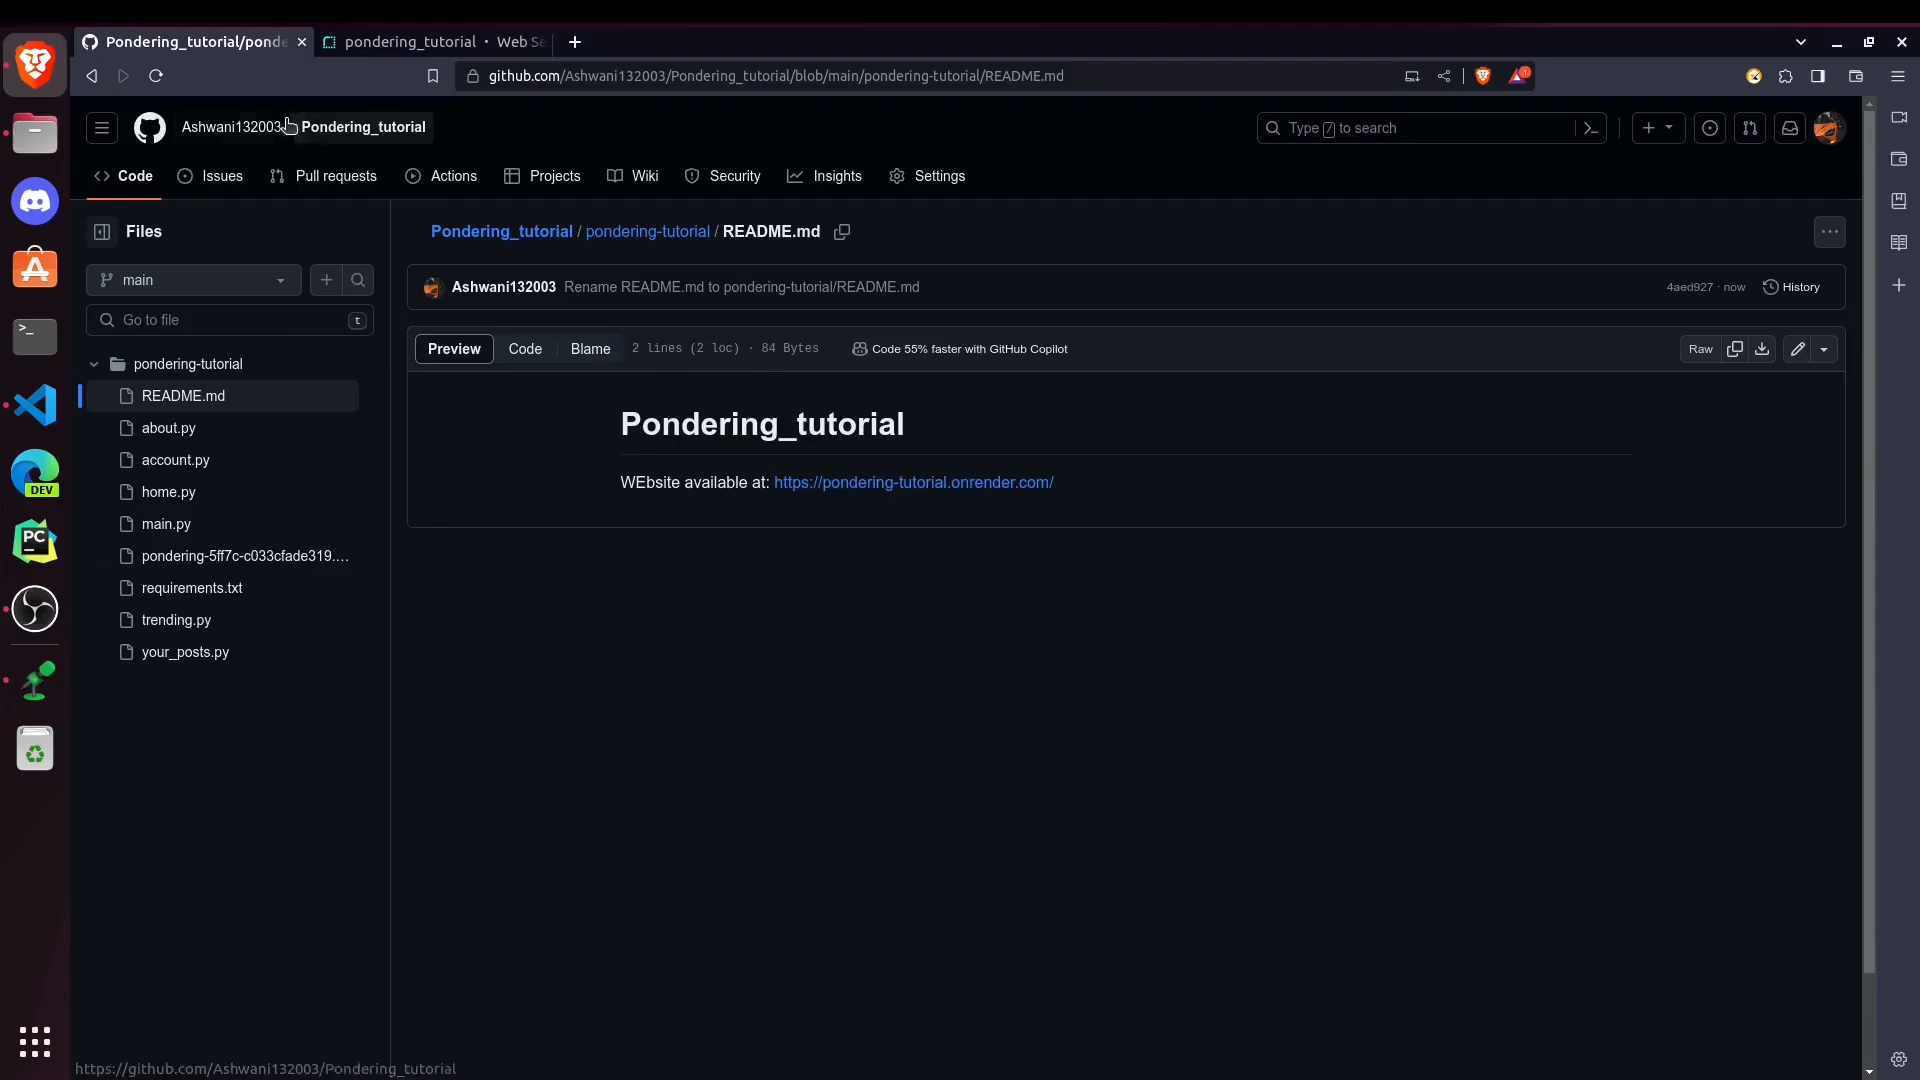 Pondering_tutorial/ponde
pondering_tutorial · Web Se
github.com/Ashwani132003/Pondering_tutorial/blob/main/pondering-tutorial/README.md
1
Ashwani132003 Pondering_tutorial
Type / to search
Code Issues Pull requests Actions Projects Wiki Security Insights Settings
Files
Pondering_tutorial / pondering-tutorial / README.md
main
Ashwani132003 Rename README.md to pondering-tutorial/README.md
4aed927 · now History
Go to file t
Preview Code Blame 2 lines (2 loc) · 84 Bytes Code 55% faster with GitHub Copilot
Raw
pondering-tutorial
README.md
about.py
account.py
home.py
main.py
pondering-5ff7c-c033cfade319....
requirements.txt
trending.py
your_posts.py
Pondering_tutorial
WEbsite available at: https://pondering-tutorial.onrender.com/
>_
DEV
PC
https://github.com/Ashwani132003/Pondering_tutorial